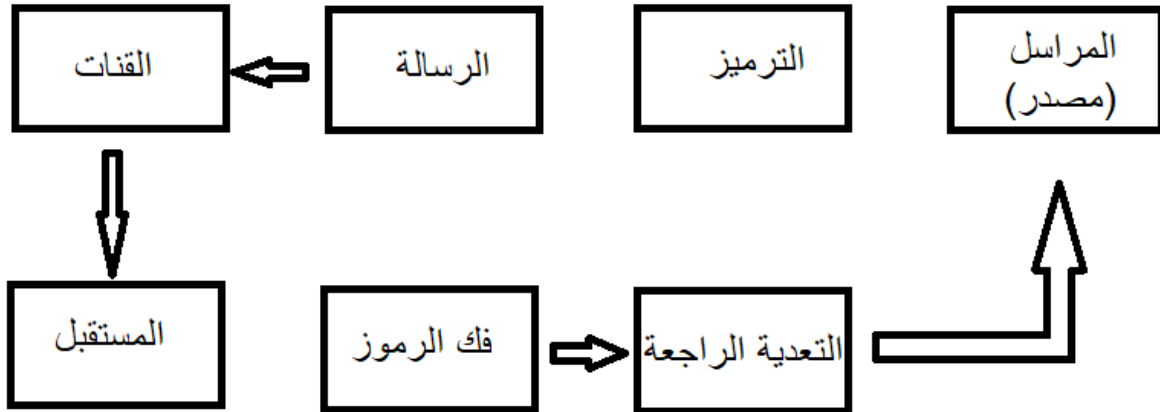 المراسل
(مصدر)
الترميز
الرسالة
القنات
المستقبل
فك الرموز
التعدية الراجعة